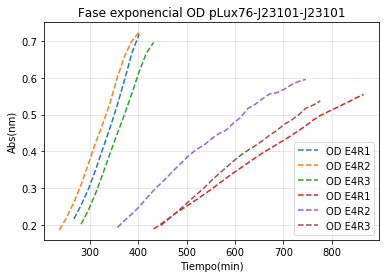 Fase exponencial OD pLux76-J23101-J23101
Abs(nm)
0.7
0.6
0.5
0.4
0.3
0.2
300 400 500 600 700 800
Tiempo(min)
OD E4R1
OD E4R2
OD E4R3
OD E4R1
OD E4R2
OD E4R3